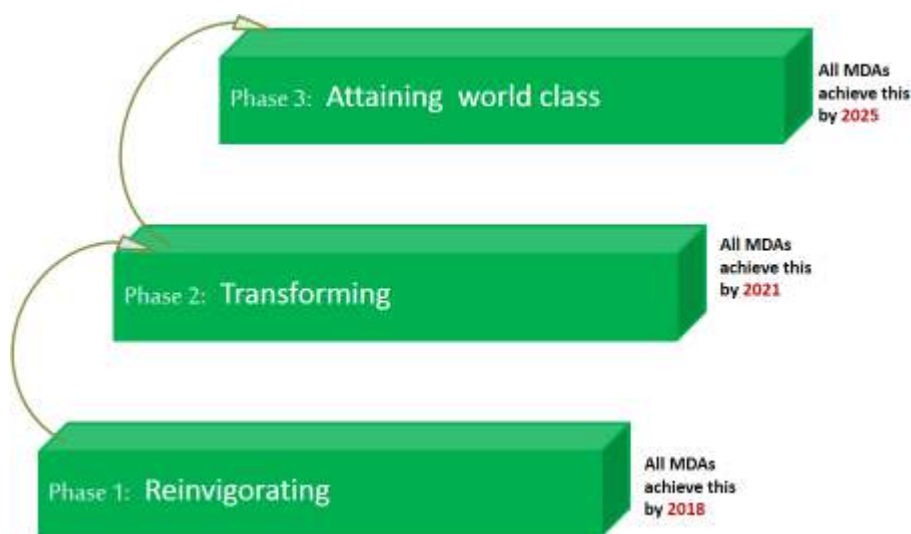 Phase 3: Attaining world class
All MDAs
achieve this
by 2025
Phase 2: Transforming
All MDAs
achieve this
by 2021
Phase 1: Reinvigorating
All MDAs
achieve this
by 2018